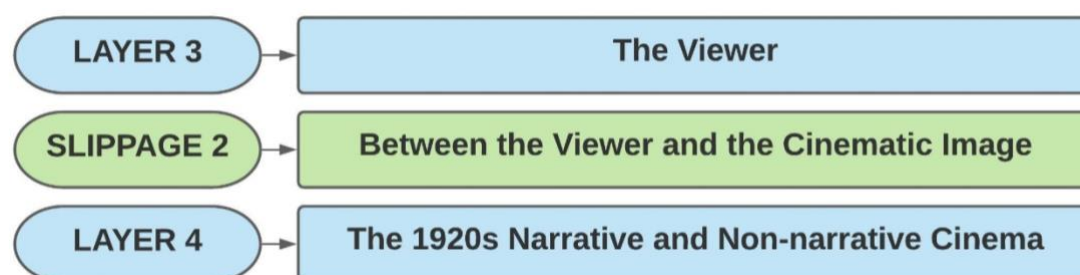 LAYER 3
The Viewer
SLIPPAGE 2
Between the Viewer and the Cinematic Image
LAYER 4
The 1920s Narrative and Non-narrative Cinema